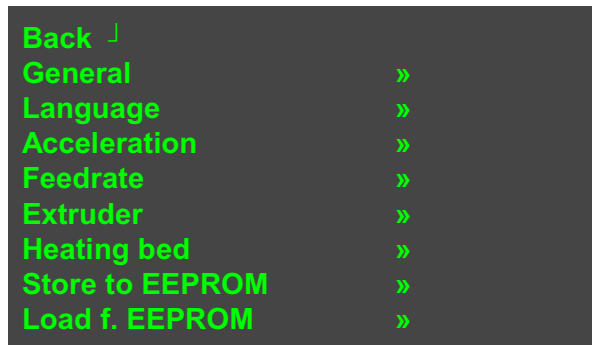 Back ┘
General »
Language »
Acceleration »
Feedrate »
Extruder »
Heating bed »
Store to EEPROM »
Load f. EEPROM »